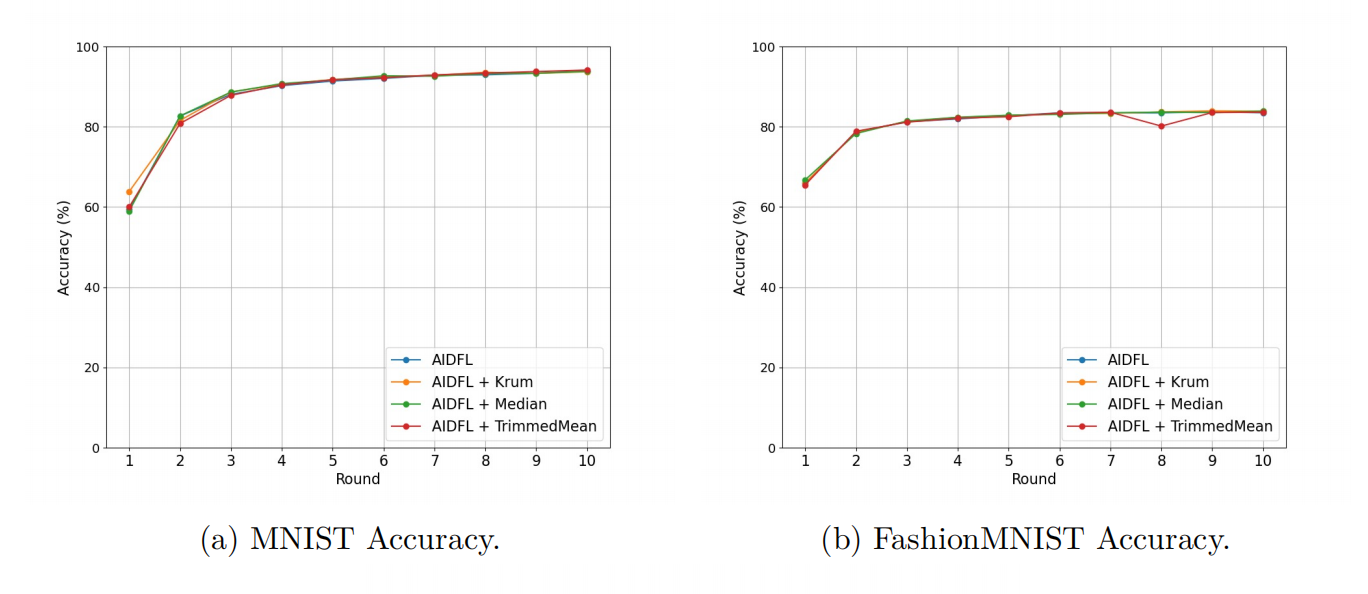 100
80
60
40
20
0
Accuracy (%)
1 2 3 4 5 6 7 8 9 10
Round
AIDFL
AIDFL + Krum
AIDFL + Median
AIDFL + TrimmedMean
(a) MNIST Accuracy.
100
80
60
40
20
0
Accuracy (%)
1 2 3 4 5 6 7 8 9 10
Round
AIDFL
AIDFL + Krum
AIDFL + Median
AIDFL + TrimmedMean
(b) FashionMNIST Accuracy.